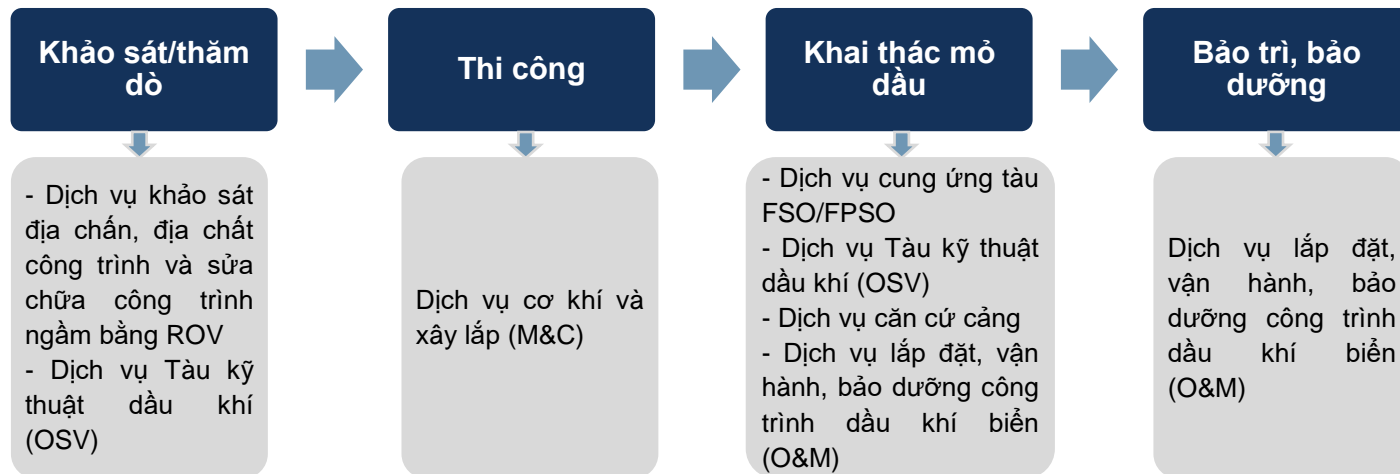 Khảo sát/thăm
dò
Thi công
Khai thác mỏ
dầu
Bảo trì, bảo
dưỡng
- Dịch vụ khảo sát
địa chấn, địa chất
công trình và sửa
chữa công trình
ngầm bằng ROV
- Dịch vụ Tàu kỹ
thuật dầu khí
(OSV)
Dịch vụ cơ khí và
xây lắp (M&C)
- Dịch vụ cung ứng tàu
FSO/FPSO
- Dịch vụ Tàu kỹ thuật
dầu khí (OSV)
- Dịch vụ căn cứ cảng
- Dịch vụ lắp đặt, vận
hành, bảo dưỡng công
trình dầu khí biển
(O&M)
Dịch vụ lắp đặt,
vận hành, bảo
dưỡng công trình
dầu khí biển
(O&M)